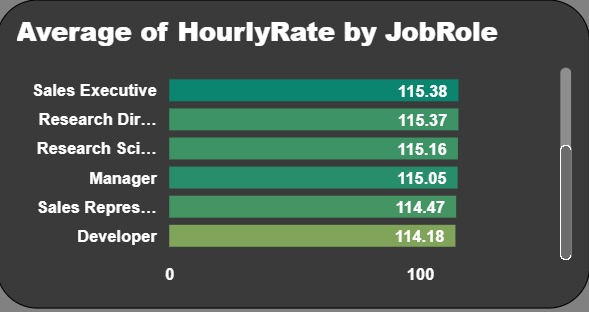 Average of HourlyRate by JobRole
Sales Executive 115.38
Research Dir... 115.37
Research Sci... 115.16
Manager 115.05
Sales Repres... 114.47
Developer 114.18
0 100